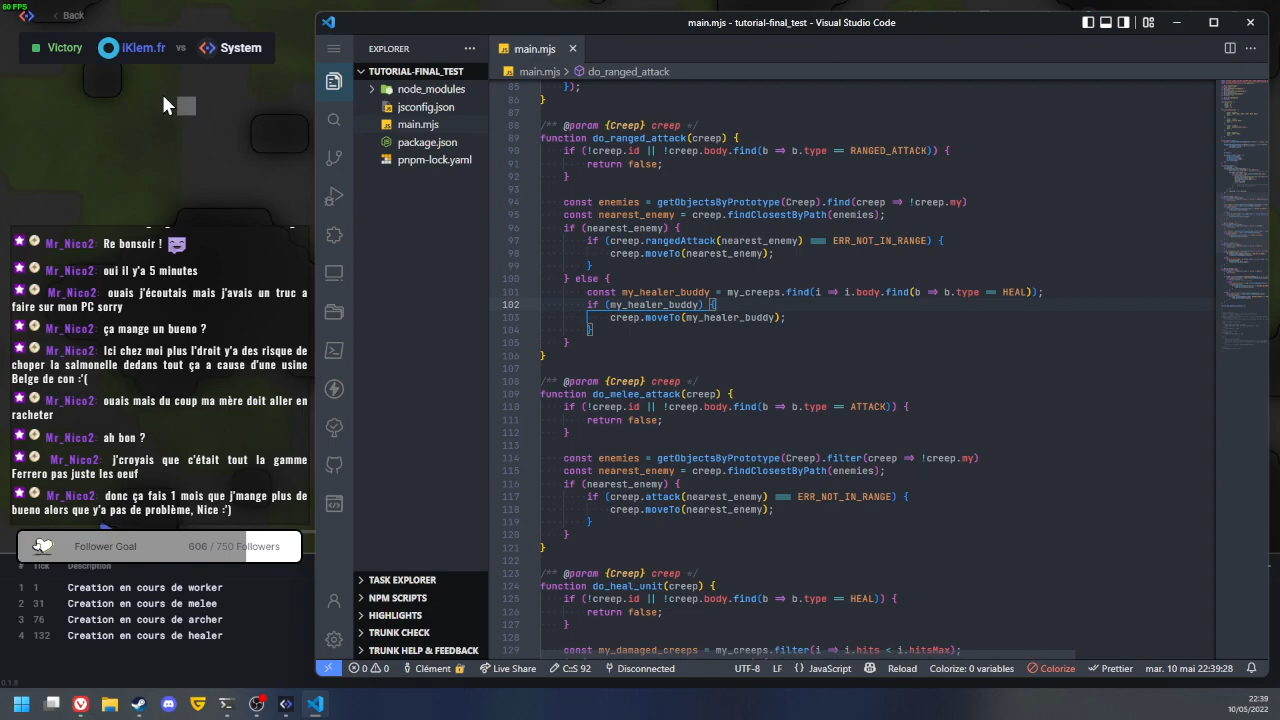 60 FPS
Back
Victory iKlem.fr vs System
Mr_Nico2: Re bonsoir !
Mr_Nico2: oui il y'a 5 minutes
Mr_Nico2: ouais j'écoutais mais j'avais un truc a
faire sur mon PC sorry
Mr_Nico2: ça mange un bueno ?
Mr_Nico2: Ici chez moi plus l'droit y'a des risque de
choper la salmonelle dedans tout ça a cause d'une usine
Belge de con :'(
Mr_Nico2: ouais mais du coup ma mère doit aller en
racheter
Mr_Nico2: ah bon ?
Mr_Nico2: j'croyais que c'était tout la gamme
Ferrero pas juste les oeuf
Mr_Nico2: donc ça fais 1 mois que j'mange plus de
bueno alors que y'a pas de problème, Nice :')
Follower Goal 606 / 750 Followers
# Tick Description
1 1 Creation en cours de worker
2 31 Creation en cours de melee
3 76 Creation en cours de archer
4 132 Creation en cours de healer
0.1.8
main.mjs - tutorial-final_test - Visual Studio Code
EXPLORER
TUTORIAL-FINAL_TEST
node_modules
jsconfig.json
main.mjs
package.json
pnpm-lock.yaml
TASK EXPLORER
NPM SCRIPTS
HIGHLIGHTS
TRUNK CHECK
TRUNK HELP & FEEDBACK
main.mjs
main.mjs > do_ranged_attack
85 });
86 }
87
88 /** @param {Creep} creep */
89 function do_ranged_attack(creep) {
90 if (!creep.id || !creep.body.find(b => b.type == RANGED_ATTACK)) {
91 return false;
92 }
93
94 const enemies = getObjectsByPrototype(Creep).find(creep => !creep.my)
95 const nearest_enemy = creep.findClosestByPath(enemies);
96 if (nearest_enemy) {
97 if (creep.rangedAttack(nearest_enemy) === ERR_NOT_IN_RANGE) {
98 creep.moveTo(nearest_enemy);
99 }
100 } else {
101 const my_healer_buddy = my_creeps.find(i => i.body.find(b => b.type == HEAL));
102 if (my_healer_buddy) {
103 creep.moveTo(my_healer_buddy);
104 }
105 }
106 }
107
108 /** @param {Creep} creep */
109 function do_melee_attack(creep) {
110 if (!creep.id || !creep.body.find(b => b.type == ATTACK)) {
111 return false;
112 }
113
114 const enemies = getObjectsByPrototype(Creep).filter(creep => !creep.my)
115 const nearest_enemy = creep.findClosestByPath(enemies);
116 if (nearest_enemy) {
117 if (creep.attack(nearest_enemy) === ERR_NOT_IN_RANGE) {
118 creep.moveTo(nearest_enemy);
119 }
120 }
121 }
122
123 /** @param {Creep} creep */
124 function do_heal_unit(creep) {
125 if (!creep.id || !creep.body.find(b => b.type == HEAL)) {
126 return false;
127 }
128
129 const my_damaged_creeps = my_creeps.filter(i => i.hits < i.hitsMax);
0 0 Clément Live Share C:S 92 Disconnected UTF-8 LF JavaScript Reload Colorize: 0 variables Colorize Prettier mar. 10 mai 22:39:28
22:39
10/05/2022